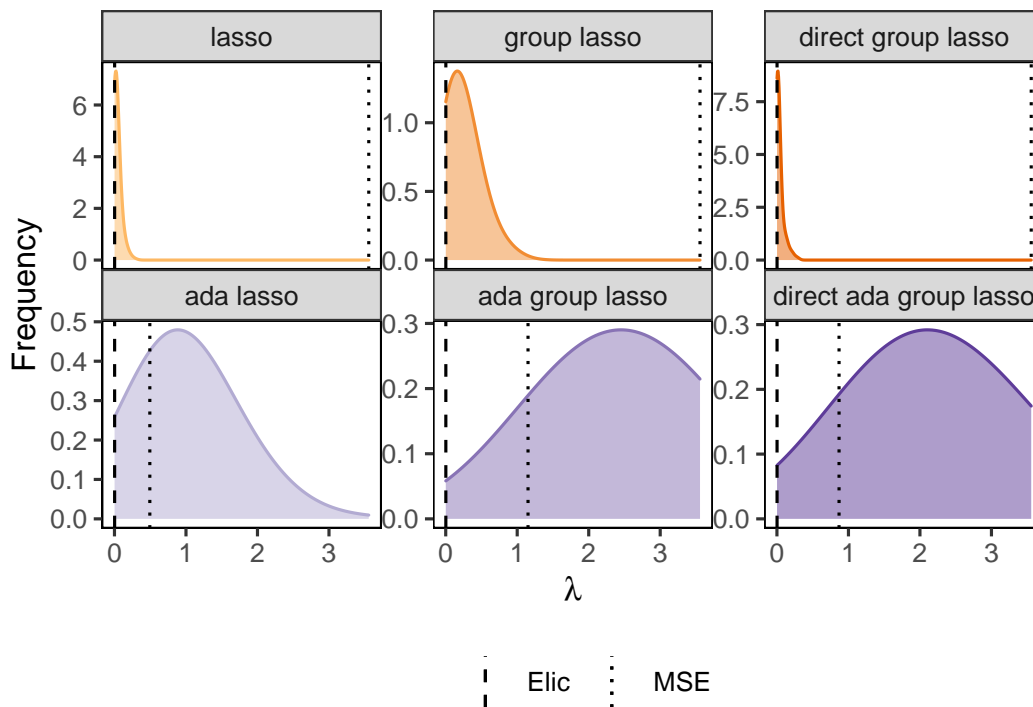 lasso
group lasso
direct group lasso
6
4
2
0
1.0
0.5
0.0
7.5
5.0
2.5
0.0
Frequency
ada lasso
ada group lasso
direct ada group lasso
0.5
0.4
0.3
0.2
0.1
0.0
0.3
0.2
0.1
0.0
0.3
0.2
0.1
0.0
0 1 2 3
0 1 2 3
0 1 2 3
λ
Elic MSE